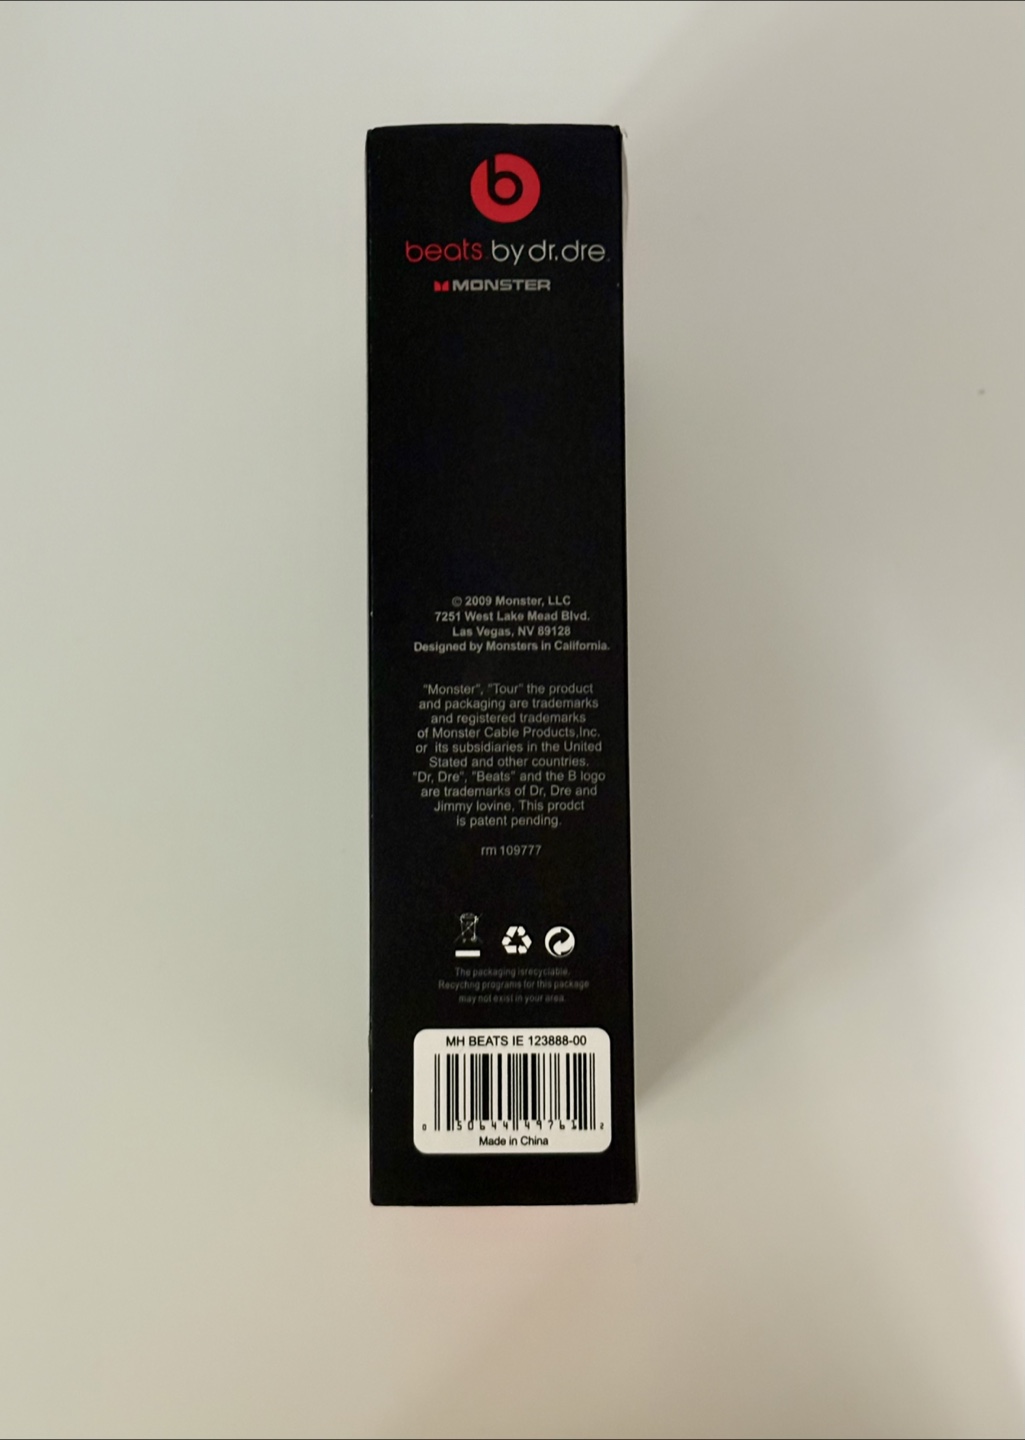 b
beats by dr.dre.
MONSTER
© 2009 Monster, LLC
7251 West Lake Mead Blvd.
Las Vegas, NV 89128
Designed by Monsters in California.
"Monster", "Tour" the product
and packaging are trademarks
and registered trademarks
of Monster Cable Products,Inc.
or its subsidiaries in the United
Stated and other countries.
"Dr, Dre", "Beats" and the B logo
are trademarks of Dr, Dre and
Jimmy Iovine, This prodct
is patent pending.
rm 109777
The packaging isrecyclable.
Recycling programs for this package
may not exist in your area.
MH BEATS IE 123888-00
0 50644 49761 2
Made in China